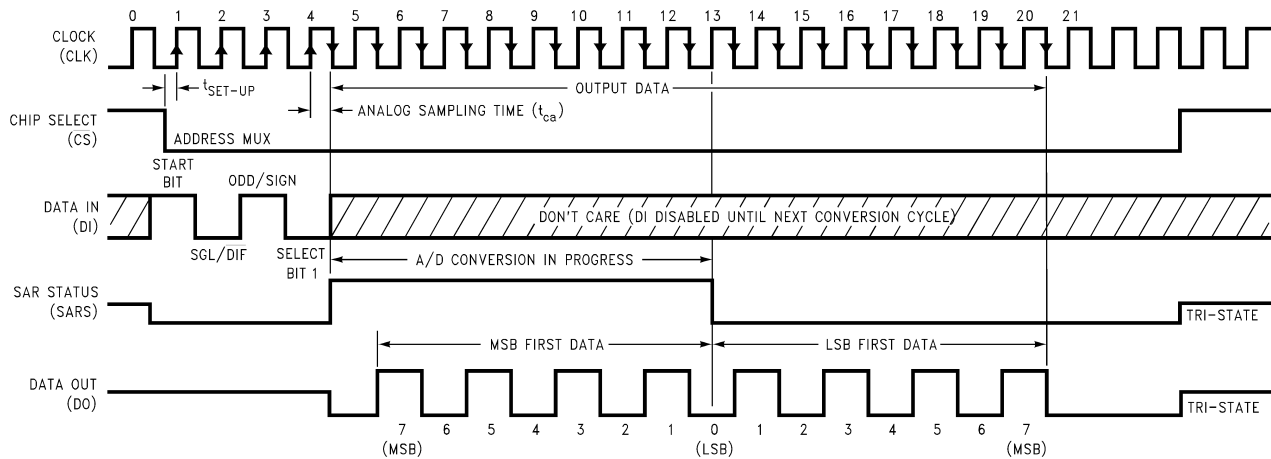 0 1 2 3 4 5 6 7 8 9 10 11 12 13 14 15 16 17 18 19 20 21
CLOCK
(CLK)
tSET-UP
OUTPUT DATA
ANALOG SAMPLING TIME (tca)
CHIP SELECT
(CS)
ADDRESS MUX
START
BIT
ODD/SIGN
DATA IN
(DI)
DON'T CARE (DI DISABLED UNTIL NEXT CONVERSION CYCLE)
SGL/DIF
SELECT
BIT 1
A/D CONVERSION IN PROGRESS
SAR STATUS
(SARS)
TRI-STATE
MSB FIRST DATA
LSB FIRST DATA
DATA OUT
(DO)
TRI-STATE
7 6 5 4 3 2 1 0 1 2 3 4 5 6 7
(MSB) (LSB) (MSB)